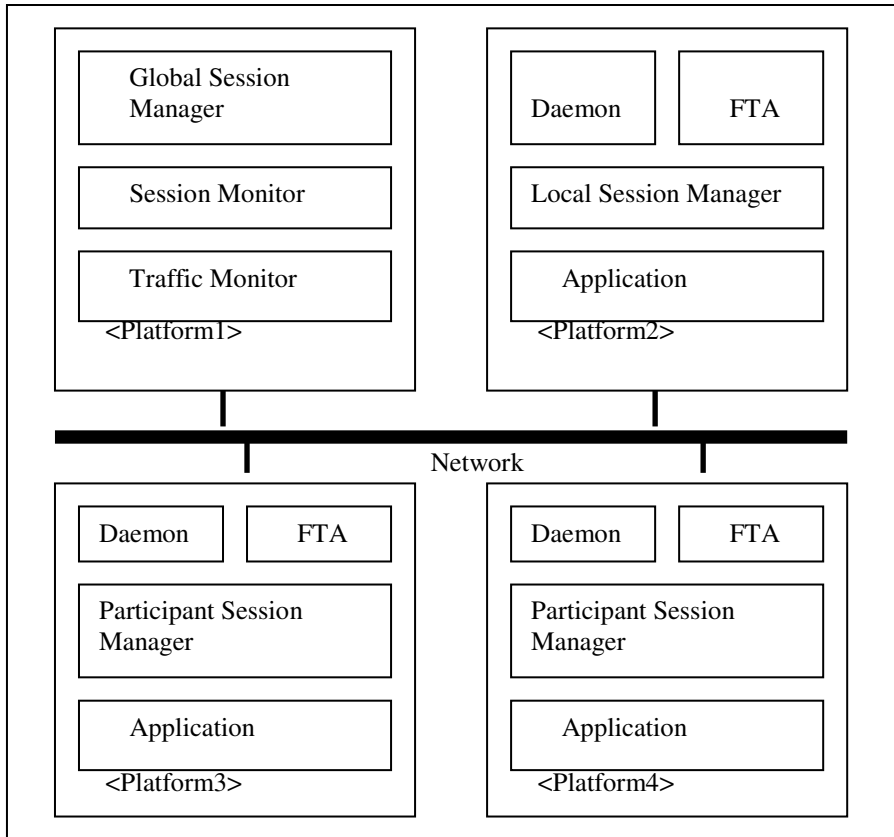 Global Session
Manager
Session Monitor
Traffic Monitor
<Platform1>
Daemon
FTA
Local Session Manager
Application
<Platform2>
Network
Daemon
FTA
Participant Session
Manager
Application
<Platform3>
Daemon
FTA
Participant Session
Manager
Application
<Platform4>